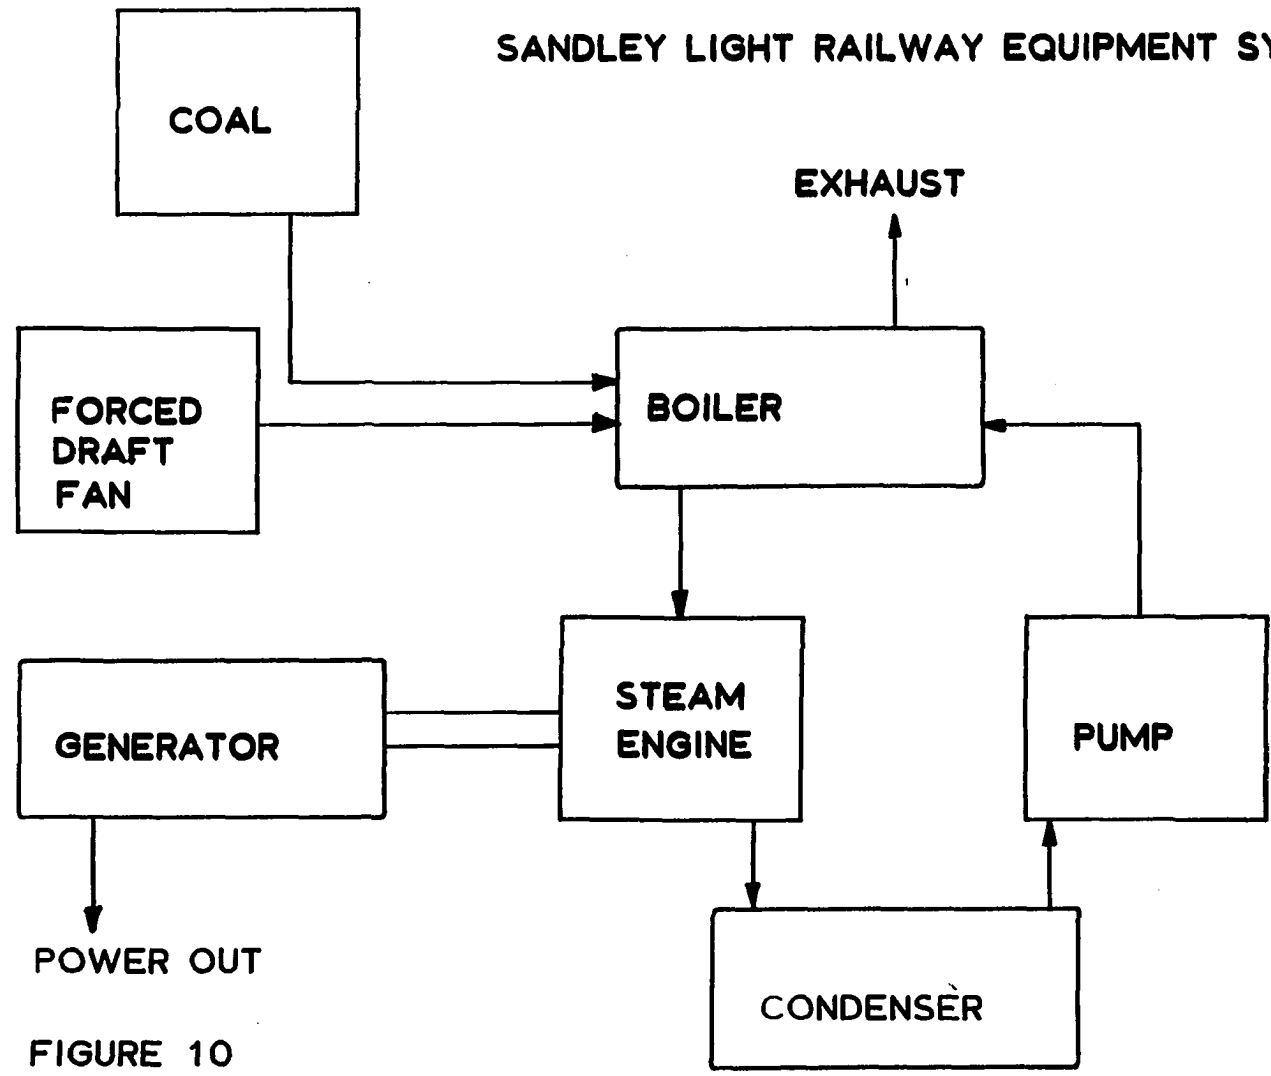 SANDLEY LIGHT RAILWAY EQUIPMENT
COAL
EXHAUST
FORCED
DRAFT
FAN
BOILER
STEAM
ENGINE
GENERATOR
PUMP
POWER OUT
CONDENSER
FIGURE 10